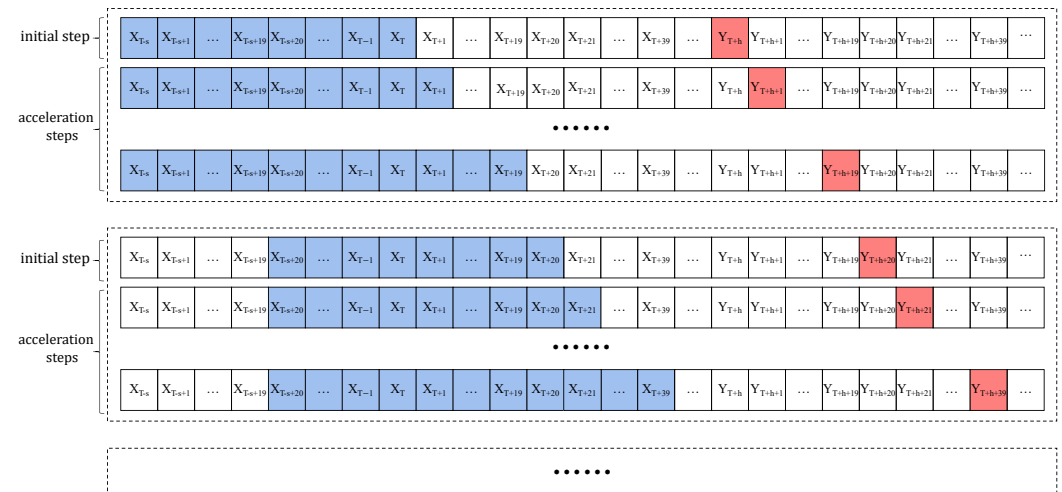 initial step X_{T-s} X_{T-s+1} … X_{T-s+19} X_{T-s+20} … X_{T−1} X_T X_{T+1} … X_{T+19} X_{T+20} X_{T+21} … X_{T+39} … Y_{T+h} Y_{T+h+1} … Y_{T+h+19} Y_{T+h+20} Y_{T+h+21} … Y_{T+h+39} …
X_{T-s} X_{T-s+1} … X_{T-s+19} X_{T-s+20} … X_{T−1} X_T X_{T+1} … X_{T+19} X_{T+20} X_{T+21} … X_{T+39} … Y_{T+h} Y_{T+h+1} … Y_{T+h+19} Y_{T+h+20} Y_{T+h+21} … Y_{T+h+39} …
acceleration
steps
••••••
X_{T-s} X_{T-s+1} … X_{T-s+19} X_{T-s+20} … X_{T−1} X_T X_{T+1} … X_{T+19} X_{T+20} X_{T+21} … X_{T+39} … Y_{T+h} Y_{T+h+1} … Y_{T+h+19} Y_{T+h+20} Y_{T+h+21} … Y_{T+h+39} …
initial step X_{T-s} X_{T-s+1} … X_{T-s+19} X_{T-s+20} … X_{T−1} X_T X_{T+1} … X_{T+19} X_{T+20} X_{T+21} … X_{T+39} … Y_{T+h} Y_{T+h+1} … Y_{T+h+19} Y_{T+h+20} Y_{T+h+21} … Y_{T+h+39} …
X_{T-s} X_{T-s+1} … X_{T-s+19} X_{T-s+20} … X_{T−1} X_T X_{T+1} … X_{T+19} X_{T+20} X_{T+21} … X_{T+39} … Y_{T+h} Y_{T+h+1} … Y_{T+h+19} Y_{T+h+20} Y_{T+h+21} … Y_{T+h+39} …
acceleration
steps
••••••
X_{T-s} X_{T-s+1} … X_{T-s+19} X_{T-s+20} … X_{T−1} X_T X_{T+1} … X_{T+19} X_{T+20} X_{T+21} … X_{T+39} … Y_{T+h} Y_{T+h+1} … Y_{T+h+19} Y_{T+h+20} Y_{T+h+21} … Y_{T+h+39} …
••••••